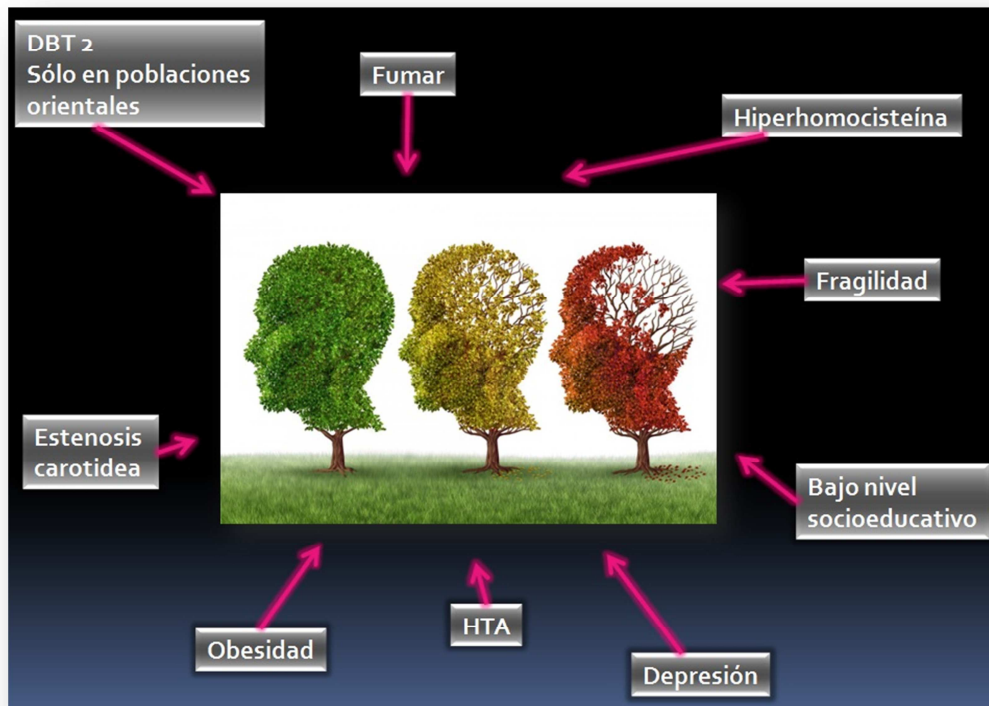 DBT 2
Sólo en poblaciones
orientales
Fumar
Hiperhomocisteína
Fragilidad
Estenosis
carotidea
Bajo nivel
socioeducativo
Obesidad
HTA
Depresión